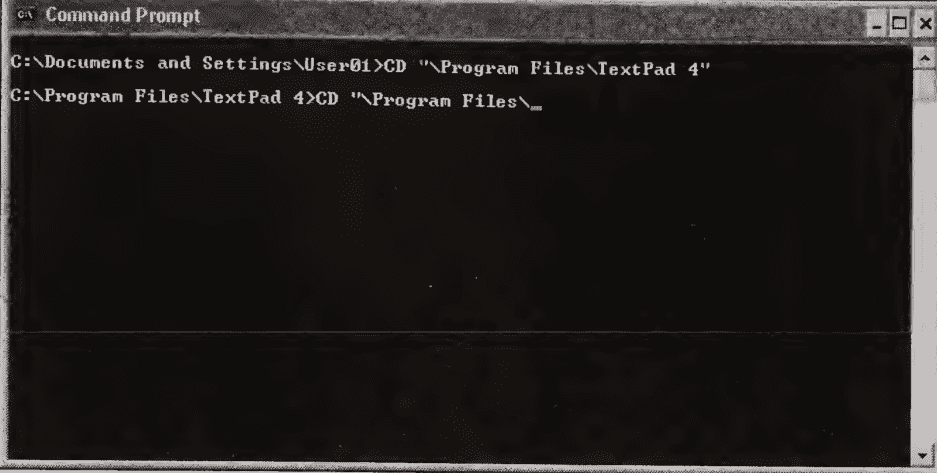 Command Prompt
C:\Documents and Settings\User01>CD "\Program Files\TextPad 4"
C:\Program Files\TextPad 4>CD "\Program Files\_